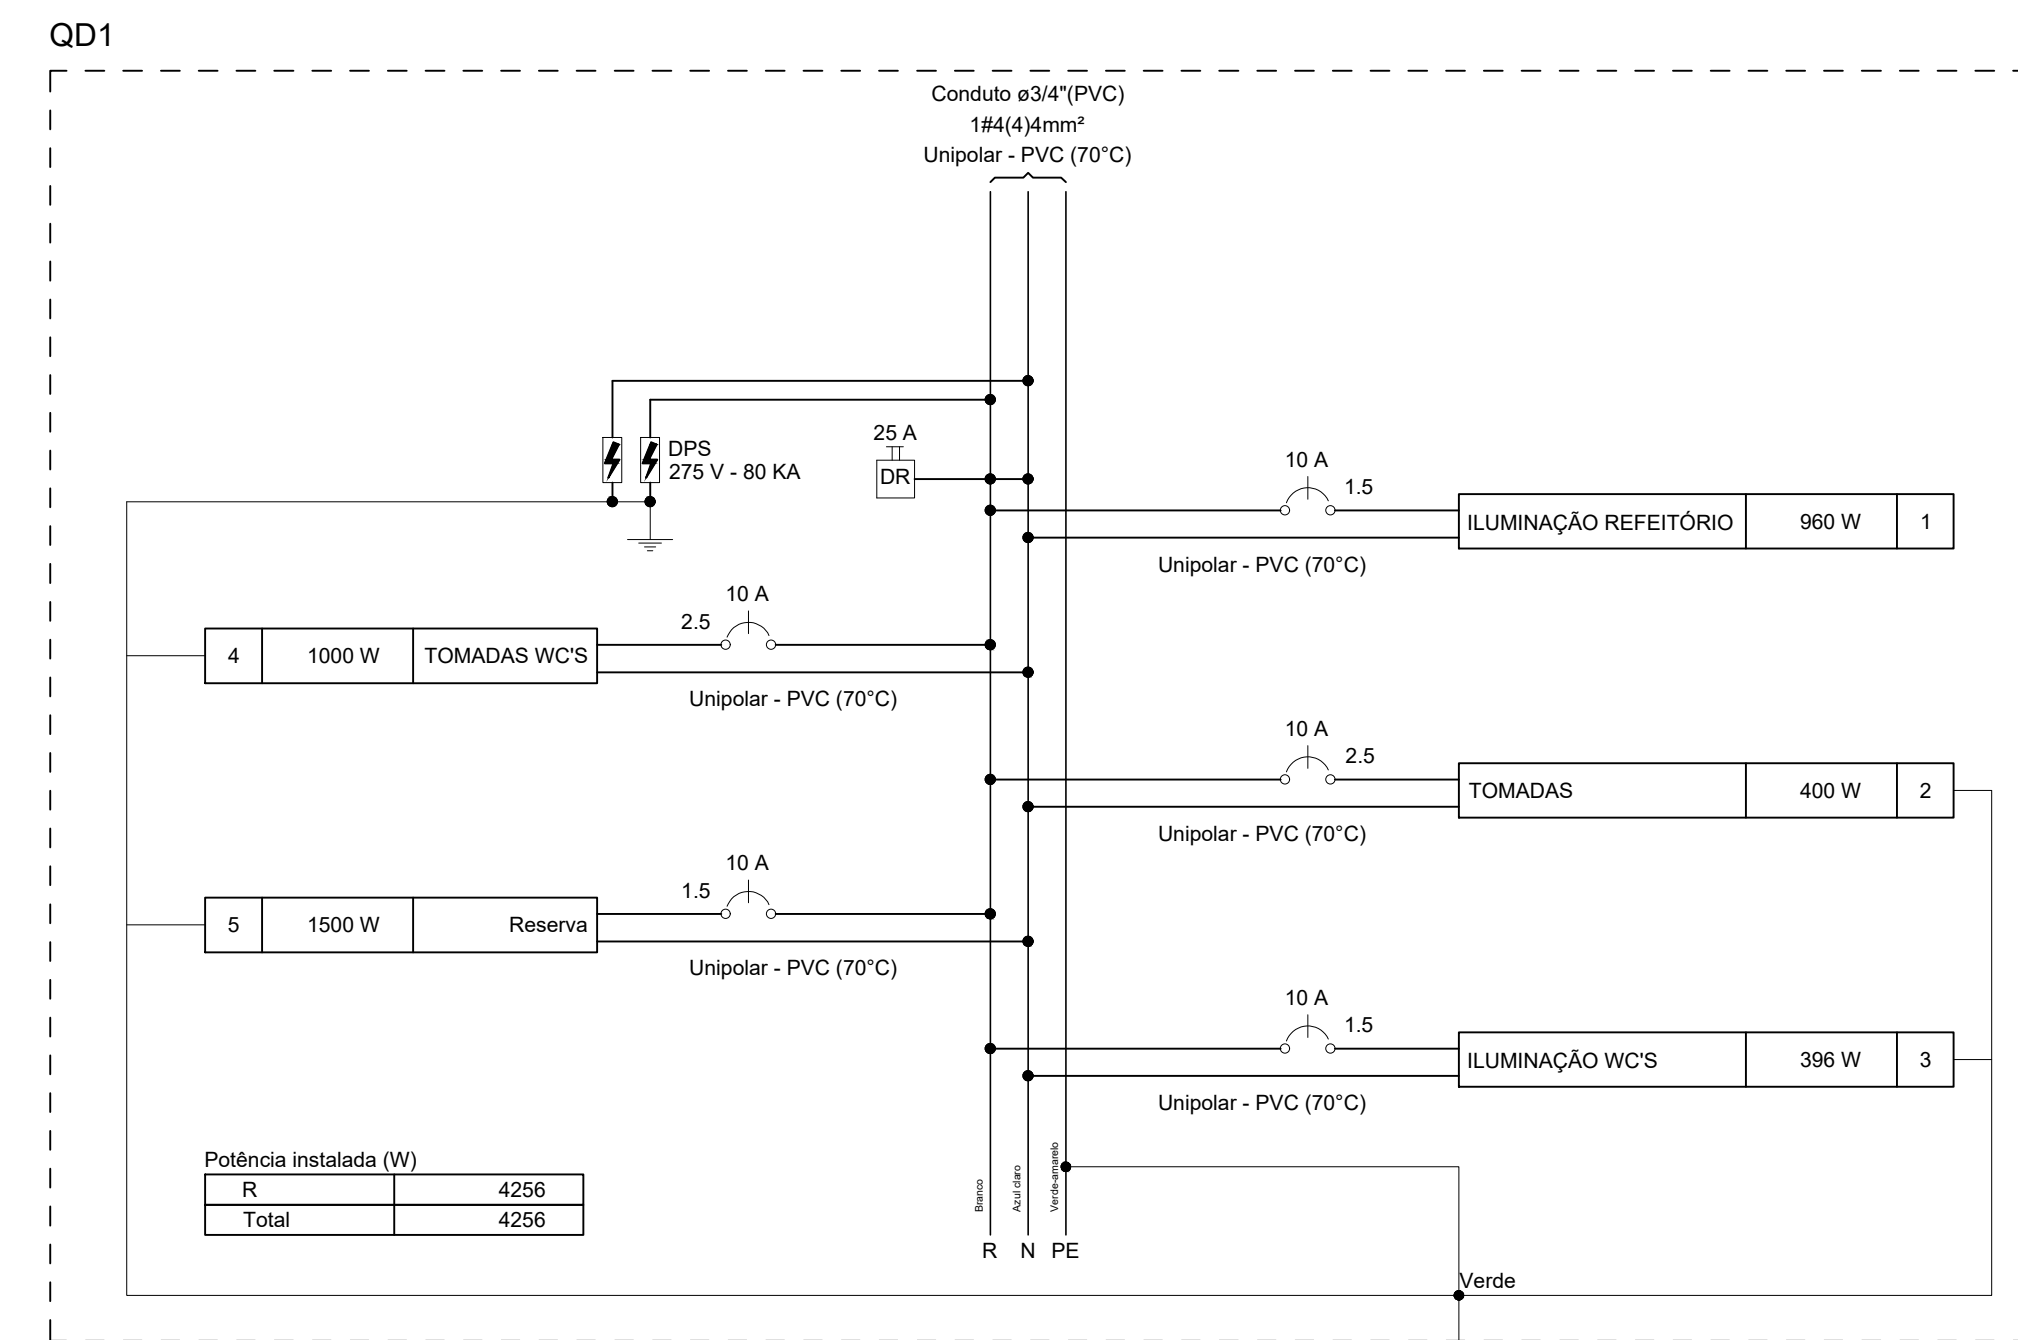 QD1
Conduto ø3/4"(PVC)
1#4(4)4mm²
Unipolar - PVC (70°C)
DPS
275 V - 80 KA
25 A
DR
10 A
1.5
ILUMINAÇÃO REFEITÓRIO 960 W 1
Unipolar - PVC (70°C)
10 A
2.5
4 1000 W TOMADAS WC'S
Unipolar - PVC (70°C)
10 A
2.5
TOMADAS 400 W 2
Unipolar - PVC (70°C)
10 A
1.5
5 1500 W Reserva
Unipolar - PVC (70°C)
10 A
1.5
ILUMINAÇÃO WC'S 396 W 3
Unipolar - PVC (70°C)
Potência instalada (W)
R 4256
Total 4256
Branco
Azul claro
Verde-amarelo
R N PE
Verde